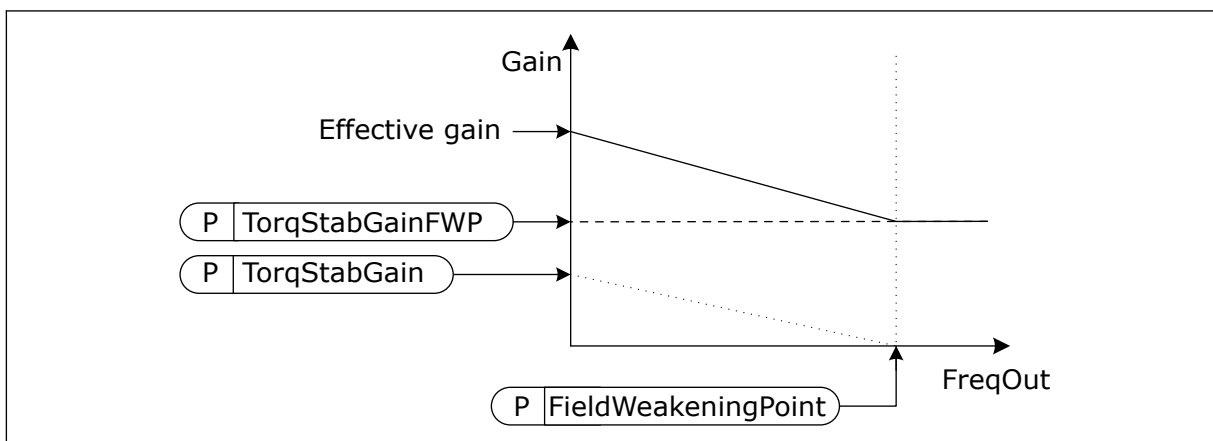 Gain
Effective gain
P TorqStabGainFWP
P TorqStabGain
FreqOut
P FieldWeakeningPoint